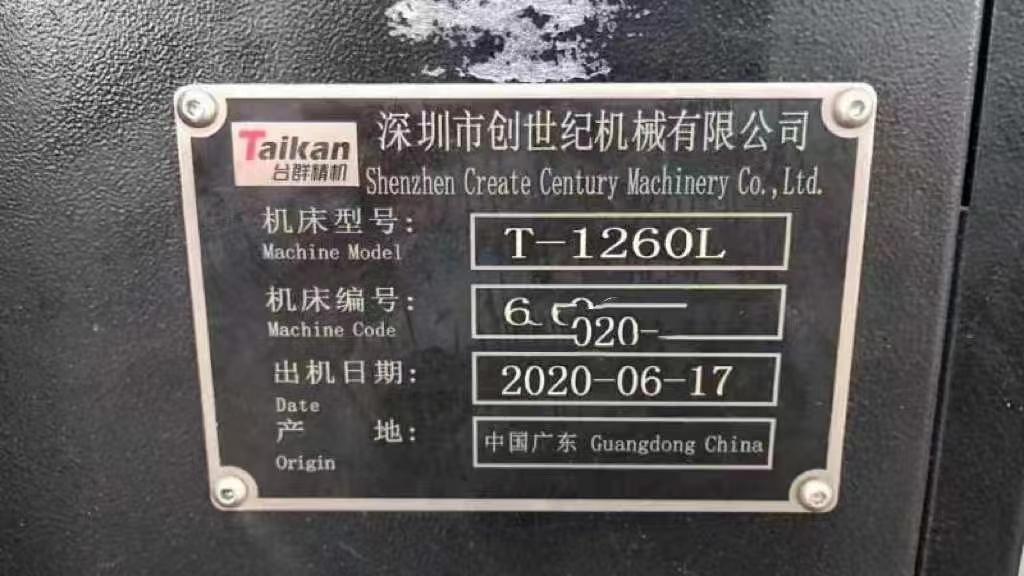 Taikan
台群精机
深圳市创世纪机械有限公司
Shenzhen Create Century Machinery Co.,Ltd.
机床型号: T-1260L
Machine Model
机床编号:
Machine Code
出机日期: 2020-06-17
Date
产 地: 中国广东 Guangdong China
Origin